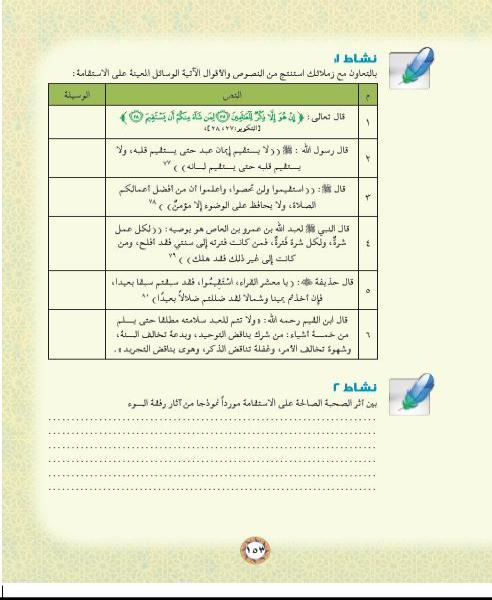 نشاط ١:
بالتعاون مع زملائك استنتج من النصوص والأقوال الآتية الوسائل المعينة على الاستقامة:
م النص الوسيلة
١ قال تعالى: ﴿ إِنْ هُوَ إِلَّا ذِكْرٌ لِلْعَالَمِينَ ﴿٢٧﴾ لِمَن شَاءَ مِنكُمْ أَن يَسْتَقِيمَ ﴿٢٨﴾ ﴾
[التكوير: ٢٧، ٢٨].
٢ قال رسول الله ﷺ: ((لا يستقيم إيمان عبد حتى يستقيم قلبه، ولا
يستقيم قلبه حتى يستقيم لسانه)) ٧٧
٣ قال ﷺ: ((استقيموا ولن تحصوا، واعلموا أن من أفضل أعمالكم
الصلاة، ولا يحافظ على الوضوء إلا مؤمنٌ)) ٧٨
٤ قال النبي ﷺ لعبد الله بن عمرو بن العاص هو يوصيه: ((لكل عمل
شرةٌ، ولكل شرة فَترةٌ، فمن كانت فترته إلى سنتي فقد أفلح، ومن
كانت إلى غير ذلك فقد هلك)) ٧٩
٥ قال حذيفة: (يا معشر القراء، اسْتَقِيمُوا، فقد سبقتم سبقا بعيدا،
فإن أخذتم يمينا وشمالا لقد ضللتم ضلالاً بعيدًا)
٦ قال ابن القيم رحمه الله: «ولا تتم للعبد سلامته مطلقا حتى يسلم
من خمسة أشياء: من شرك يناقض التوحيد، وبدعة تخالف السنة،
وشهوة تخالف الأمر، وغفلة تناقض الذكر، وهوى يناقض التجريد».
نشاط ٢
بين أثر الصحبة الصالحة على الاستقامة مورداً نموذجا من آثار رفقة السوء
١٥٣